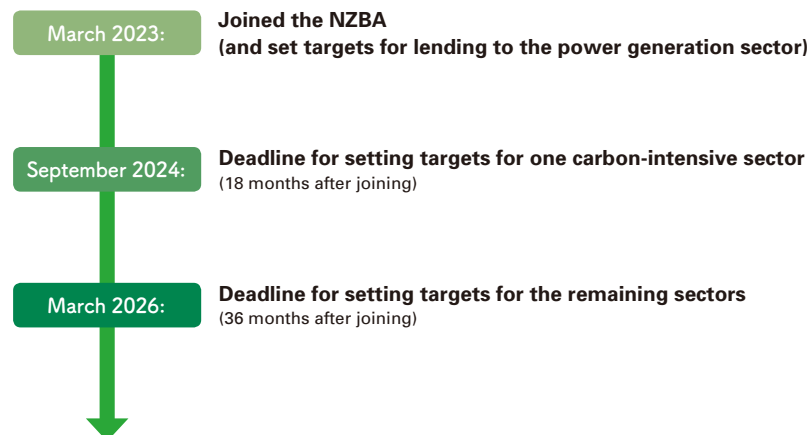 March 2023:
Joined the NZBA
(and set targets for lending to the power generation sector)
September 2024:
Deadline for setting targets for one carbon-intensive sector
(18 months after joining)
March 2026:
Deadline for setting targets for the remaining sectors
(36 months after joining)